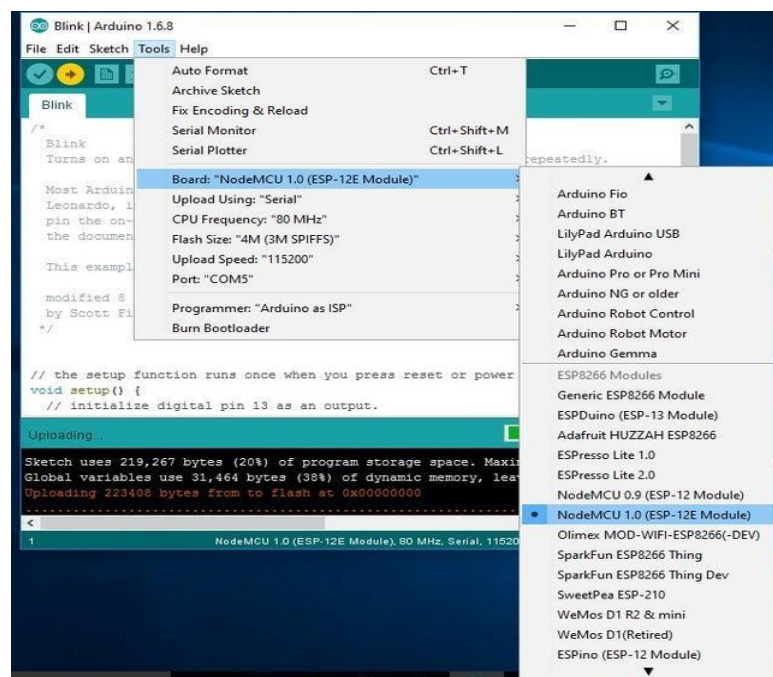 Blink | Arduino 1.6.8
File Edit Sketch Tools Help
Auto Format Ctrl+T
Archive Sketch
Fix Encoding & Reload
Serial Monitor Ctrl+Shift+M
Serial Plotter Ctrl+Shift+L
Board: "NodeMCU 1.0 (ESP-12E Module)"
Upload Using: "Serial"
CPU Frequency: "80 MHz"
Flash Size: "4M (3M SPIFFS)"
Upload Speed: "115200"
Port: "COM5"
Programmer: "Arduino as ISP"
Burn Bootloader
Blink
/*
Blink
Turns on an
repeatedly.
Most Arduin
Leonardo, i
pin the on-
the documen
This exampl
modified 8
by Scott Fi
*/
// the setup function runs once when you press reset or power
void setup() {
// initialize digital pin 13 as an output.
Uploading...
Sketch uses 219,267 bytes (20%) of program storage space. Maxi
Global variables use 31,464 bytes (38%) of dynamic memory, lea
Uploading 223408 bytes from to flash at 0x00000000
................................................................
1 NodeMCU 1.0 (ESP-12E Module), 80 MHz, Serial, 11520
Arduino Fio
Arduino BT
LilyPad Arduino USB
LilyPad Arduino
Arduino Pro or Pro Mini
Arduino NG or older
Arduino Robot Control
Arduino Robot Motor
Arduino Gemma
ESP8266 Modules
Generic ESP8266 Module
ESPDuino (ESP-13 Module)
Adafruit HUZZAH ESP8266
ESPresso Lite 1.0
ESPresso Lite 2.0
NodeMCU 0.9 (ESP-12 Module)
NodeMCU 1.0 (ESP-12E Module)
Olimex MOD-WIFI-ESP8266(-DEV)
SparkFun ESP8266 Thing
SparkFun ESP8266 Thing Dev
SweetPea ESP-210
WeMos D1 R2 & mini
WeMos D1(Retired)
ESPino (ESP-12 Module)